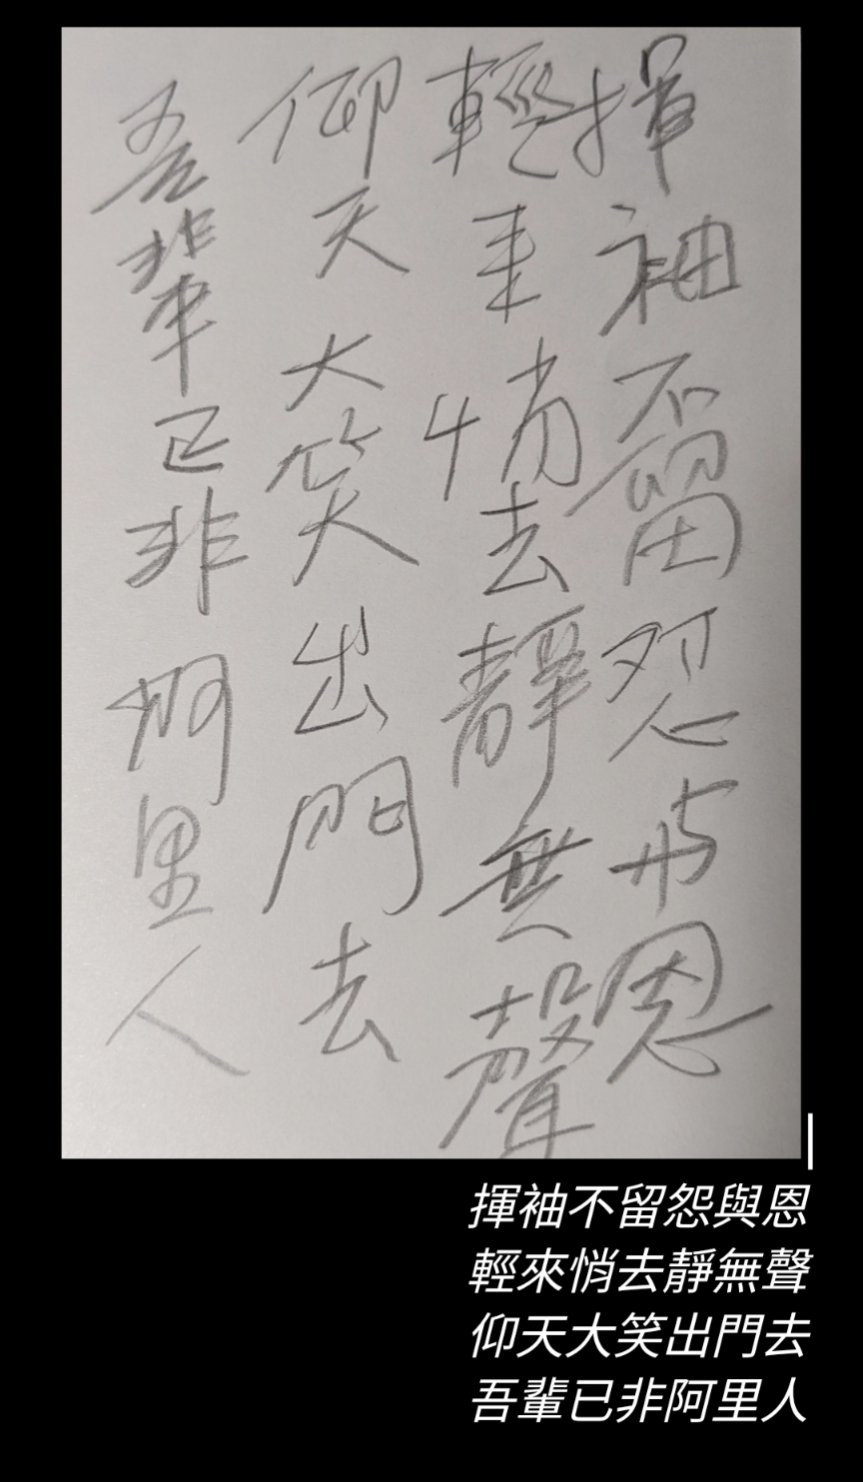 揮袖不留怨与恩
輕来悄去靜無聲
仰天大笑出門去
吾輩已非阿里人
揮袖不留怨與恩
輕來悄去靜無聲
仰天大笑出門去
吾輩已非阿里人